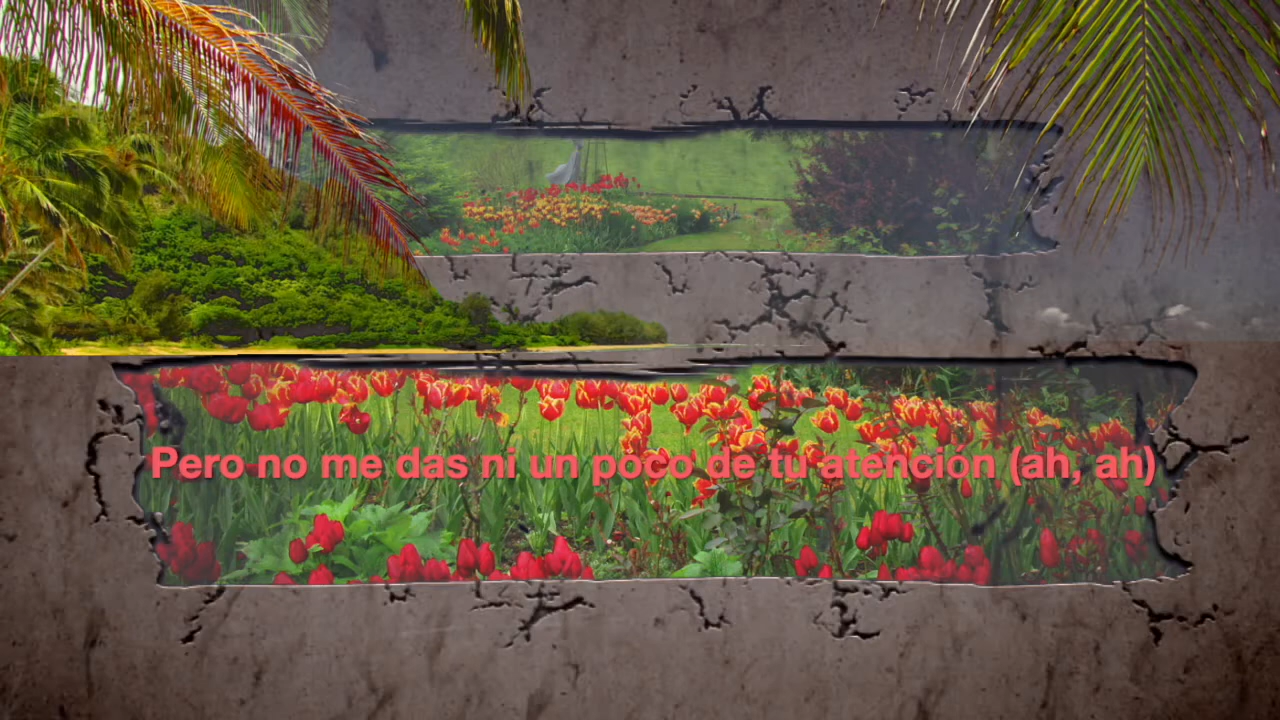 Pero no me das ni un poco de tu atención (ah, ah)